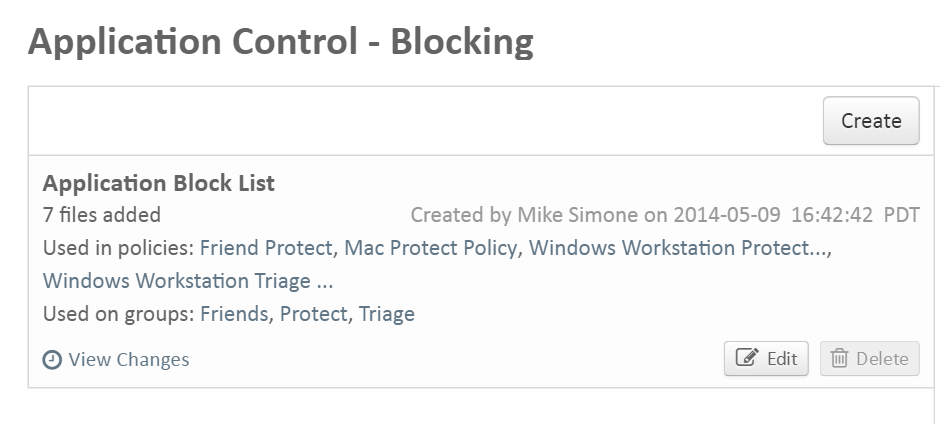 Application Control - Blocking
Create
Application Block List
7 files added
Created by Mike Simone on 2014-05-09 16:42:42 PDT
Used in policies: Friend Protect, Mac Protect Policy, Windows Workstation Protect...,
Windows Workstation Triage ...
Used on groups: Friends, Protect, Triage
View Changes
Edit
Delete